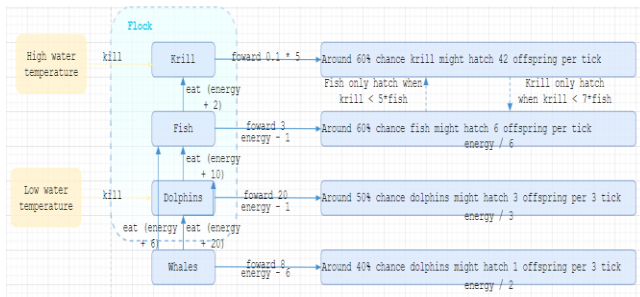 Flock
High water
temperature
kill
Krill
foward 0.1 * 5
Around 60% chance krill might hatch 42 offspring per tick
eat (energy
+ 2)
Fish only hatch when
krill < 5*fish
Krill only hatch
when krill < 7*fish
Fish
foward 3
energy - 1
Around 60% chance fish might hatch 6 offspring per tick
energy / 6
eat (energy
+ 10)
Low water
temperature
kill
Dolphins
foward 20
energy - 1
Around 50% chance dolphins might hatch 3 offspring per 3 tick
energy / 3
eat (energy
+ 6)
eat (energy
+ 20)
Whales
foward 8
energy - 6
Around 40% chance dolphins might hatch 1 offspring per 3 tick
energy / 2